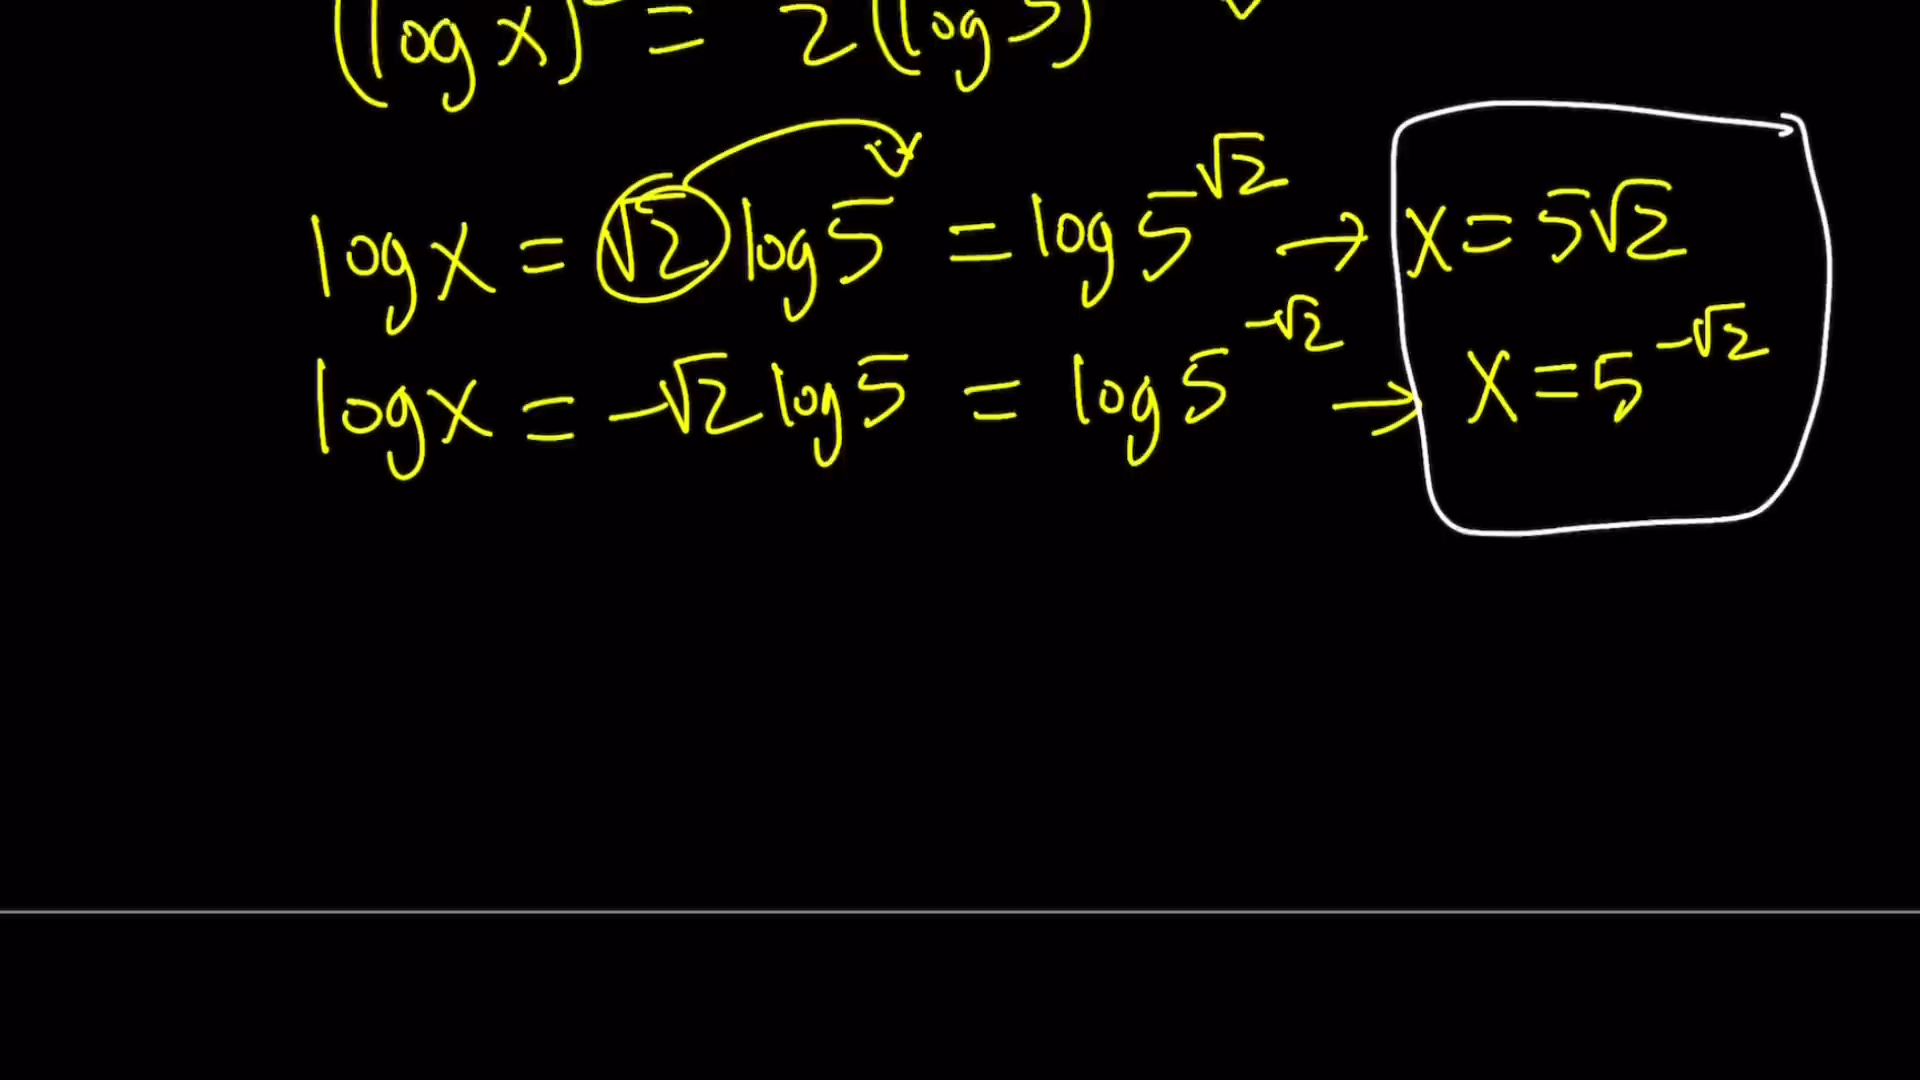 (log x)² = 2(log 5)²
log x = √2 log 5 = log 5^√2 → x = 5√2
log x = -√2 log 5 = log 5^-√2 → x = 5^-√2